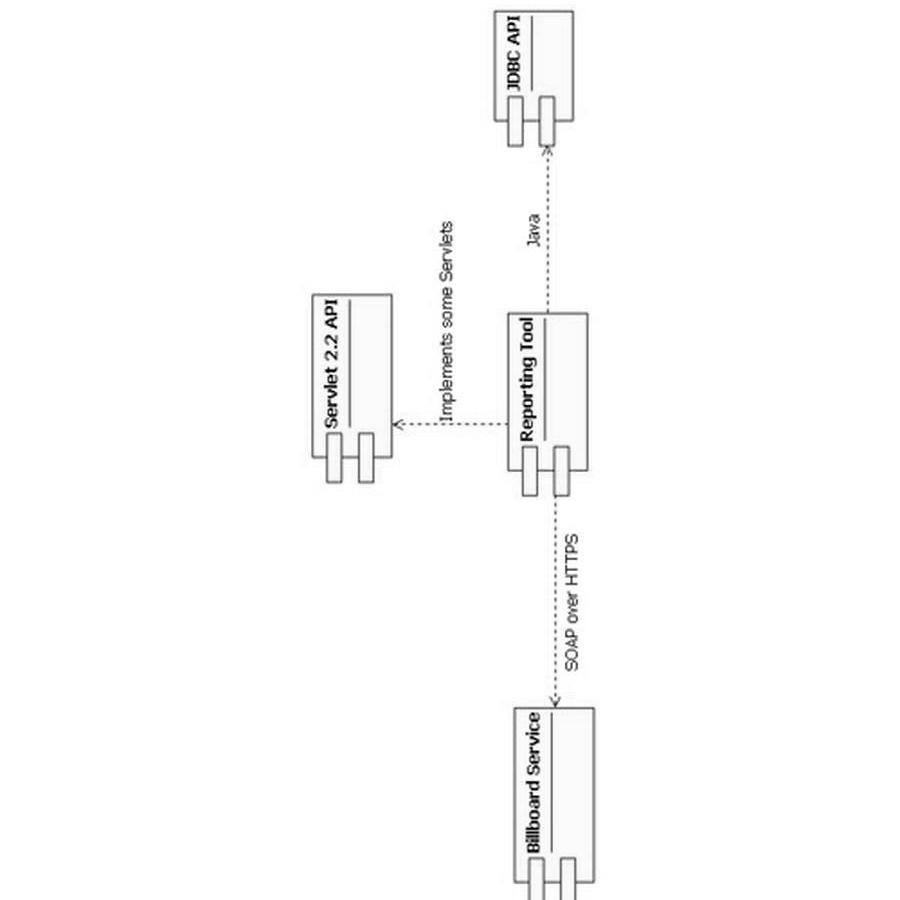 Servlet 2.2 API
Implements some Servlets
Billboard Service
SOAP over HTTPS
Reporting Tool
Java
JDBC API